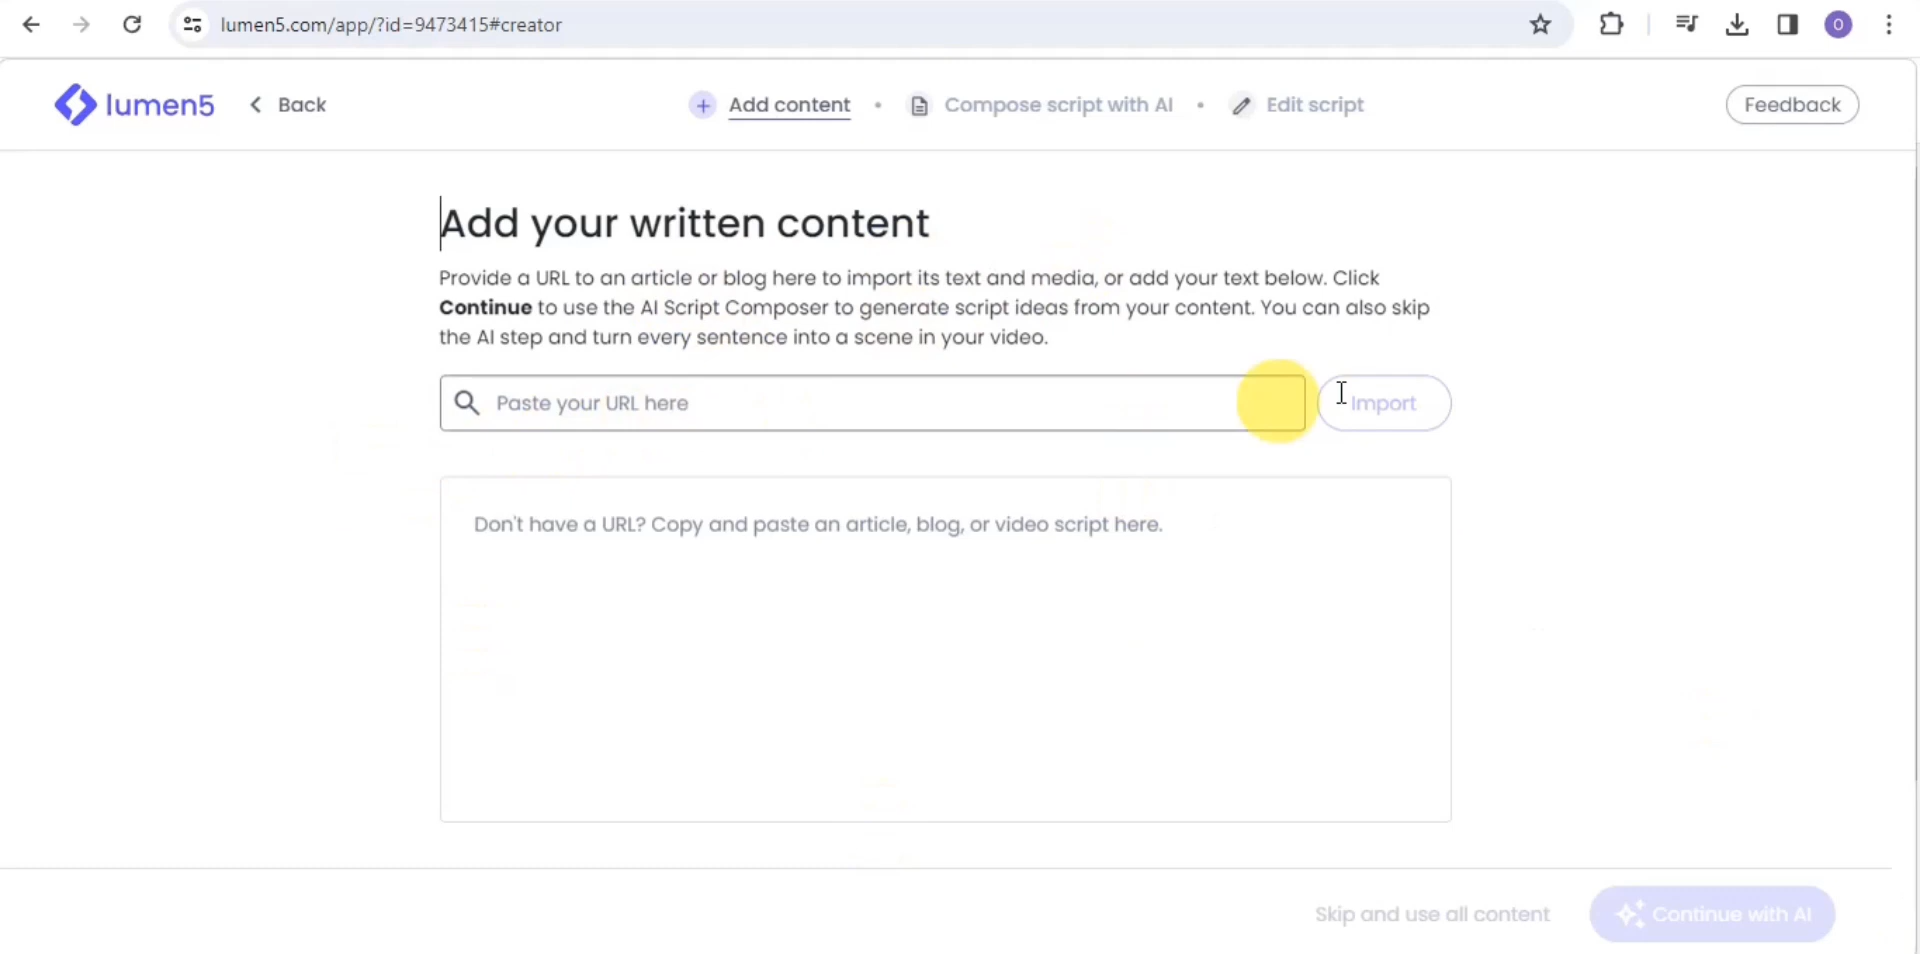 lumen5.com/app/?id=9473415#creator
O
lumen5
Back
Add content
Compose script with AI
Edit script
Feedback
Add your written content
Provide a URL to an article or blog here to import its text and media, or add your text below. Click
Continue to use the AI Script Composer to generate script ideas from your content. You can also skip
the AI step and turn every sentence into a scene in your video.
Paste your URL here
Import
Don't have a URL? Copy and paste an article, blog, or video script here.
Skip and use all content
Continue with AI